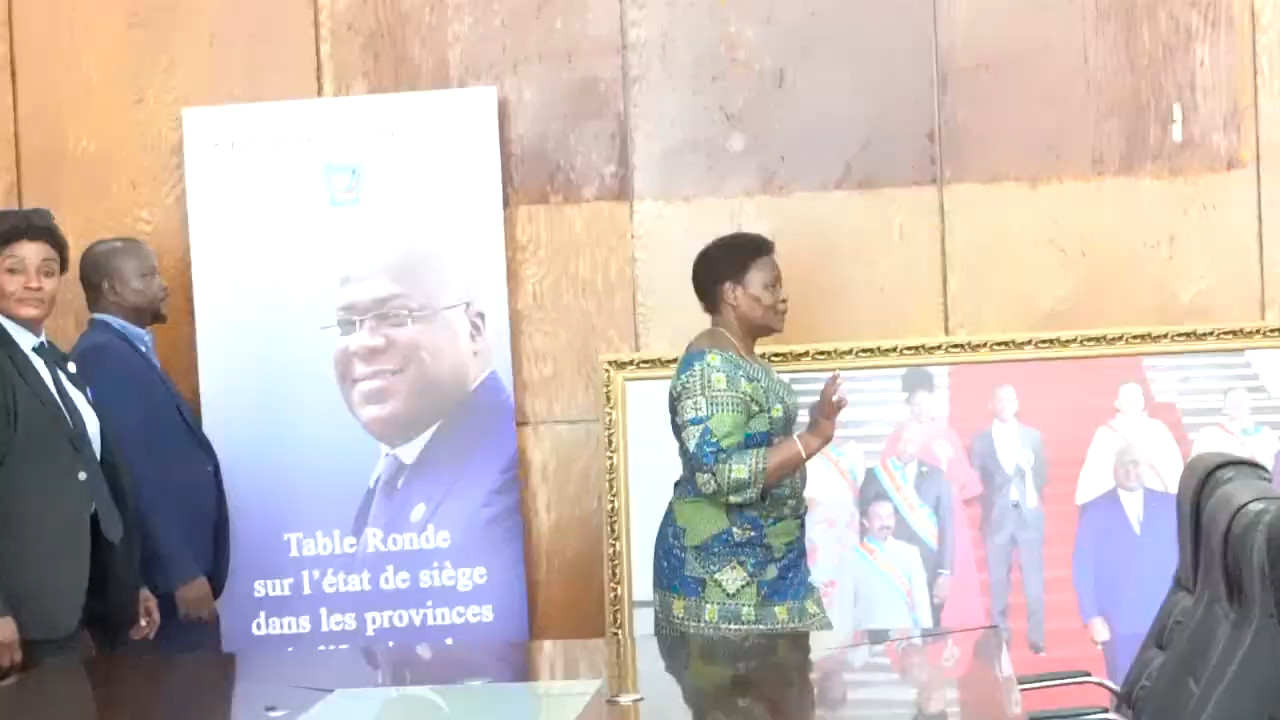 Table Ronde
sur l'état de siège
dans les provinces